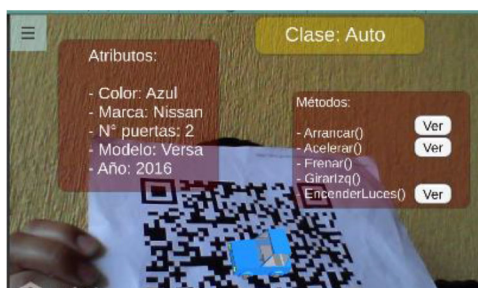 Clase: Auto
Atributos:
- Color: Azul
- Marca: Nissan
- N° puertas: 2
- Modelo: Versa
- Año: 2016
Métodos:
- Arrancar() Ver
- Acelerar() Ver
- Frenar()
- GirarIzq()
- EncenderLuces() Ver